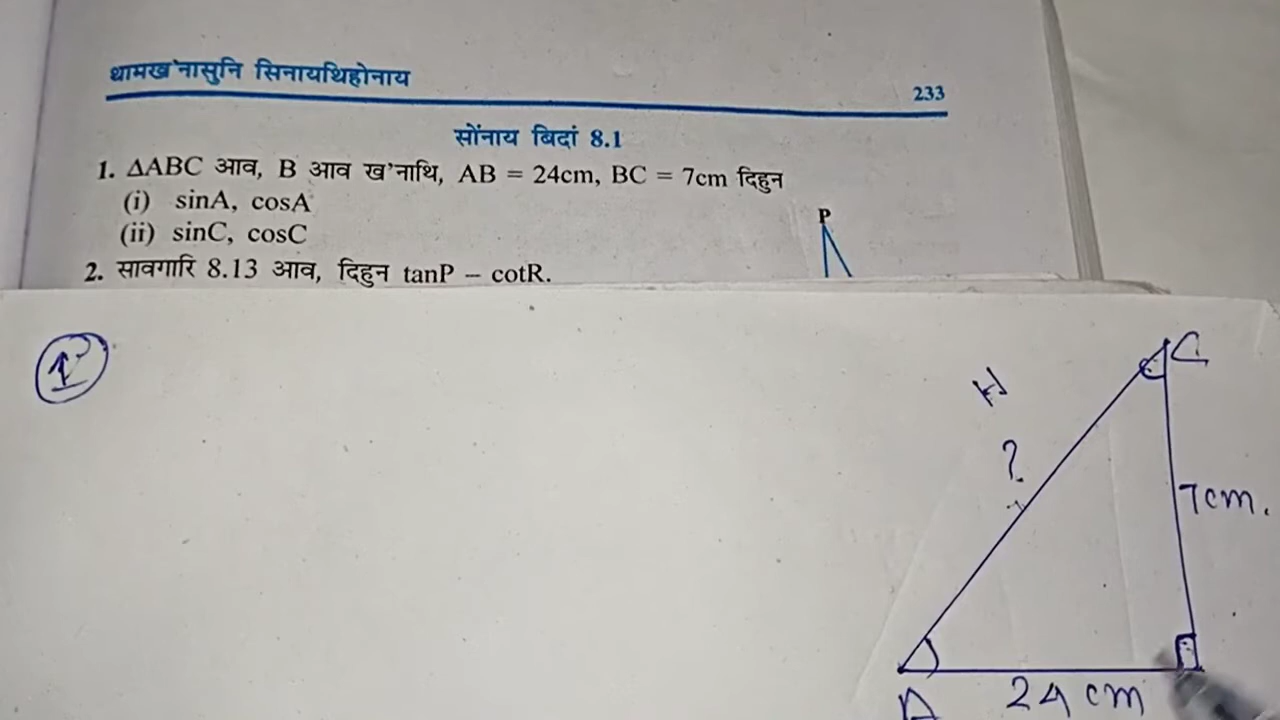 थामख'नासुनि सिनायथिहोनाय
233
सोंनाय बिदां 8.1
1. ΔABC आव, B आव ख'नाथि, AB = 24cm, BC = 7cm दिहुन
(i) sinA, cosA
(ii) sinC, cosC
P
2. सावगारि 8.13 आव, दिहुन tanP – cotR.
1
C
H
?
7cm.
A
24 cm